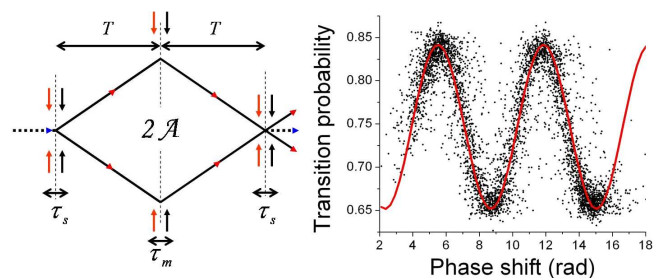 T T
2 𝒜
τs τs
τm
Transition probability
0.85
0.80
0.75
0.70
0.65
2 4 6 8 10 12 14 16 18
Phase shift (rad)